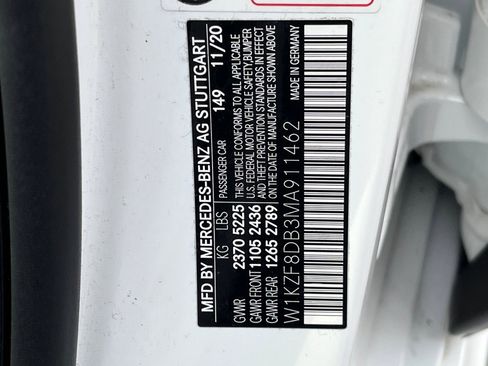 MFD BY MERCEDES-BENZ AG STUTTGART
KG LBS PASSENGER CAR 149 11/20
GVWR 2370 5225 THIS VEHICLE CONFORMS TO ALL APPLICABLE
GAWR FRONT 1105 2436 U.S. FEDERAL MOTOR VEHICLE SAFETY, BUMPER,
AND THEFT PREVENTION STANDARDS IN EFFECT
GAWR REAR 1265 2789 ON THE DATE OF MANUFACTURE SHOWN ABOVE
W1KZF8DB3MA911462 MADE IN GERMANY